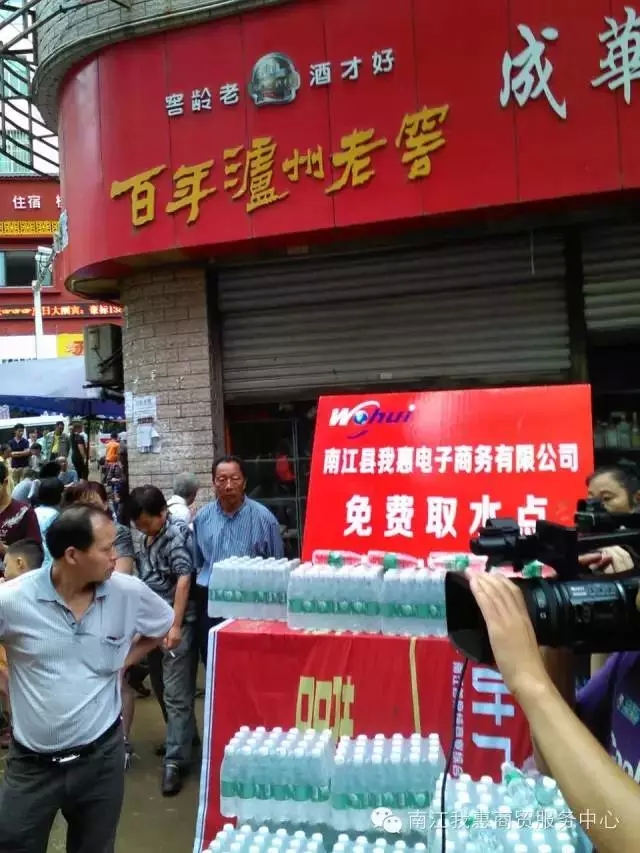 窖龄老 酒才好
百年泸州老窖
成華
住宿
Wohui
南江县我惠电子商务有限公司
免费取水点
南江我惠商贸服务中心